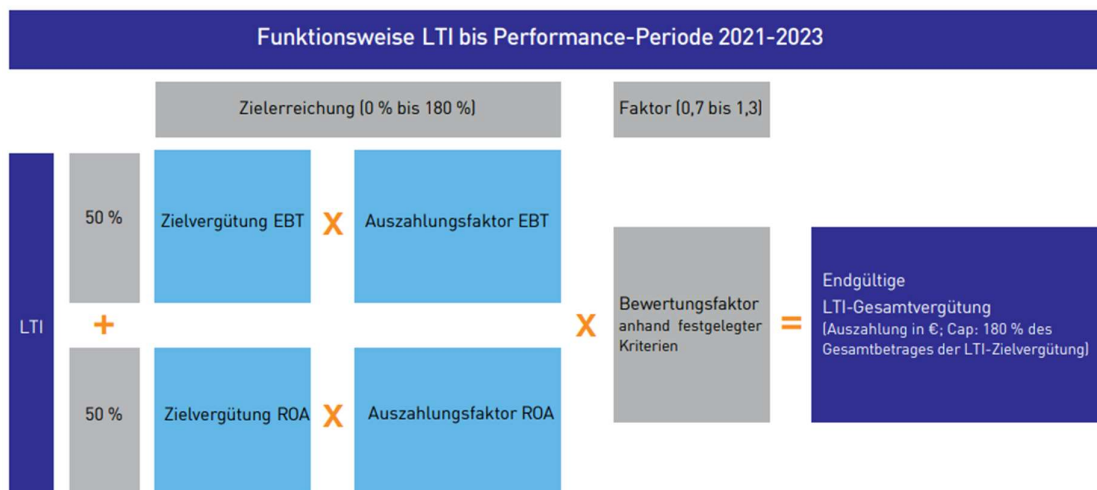 Funktionsweise LTI bis Performance-Periode 2021-2023
Zielerreichung (0 % bis 180 %)
Faktor (0,7 bis 1,3)
LTI
50 %
Zielvergütung EBT
X
Auszahlungsfaktor EBT
+
50 %
Zielvergütung ROA
X
Auszahlungsfaktor ROA
X
Bewertungsfaktor
anhand festgelegter
Kriterien
=
Endgültige
LTI-Gesamtvergütung
(Auszahlung in €; Cap: 180 % des
Gesamtbetrages der LTI-Zielvergütung)